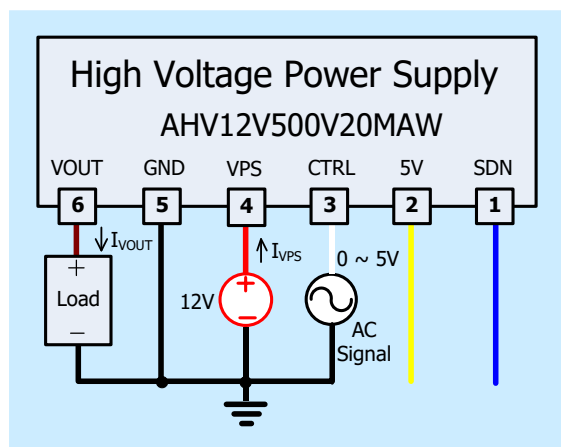 High Voltage Power Supply
AHV12V500V20MAW
VOUT GND VPS CTRL 5V SDN
6 5 4 3 2 1
↓ IVOUT ↑ IVPS 0 ~ 5V
+ +
Load 12V
− −
AC
Signal